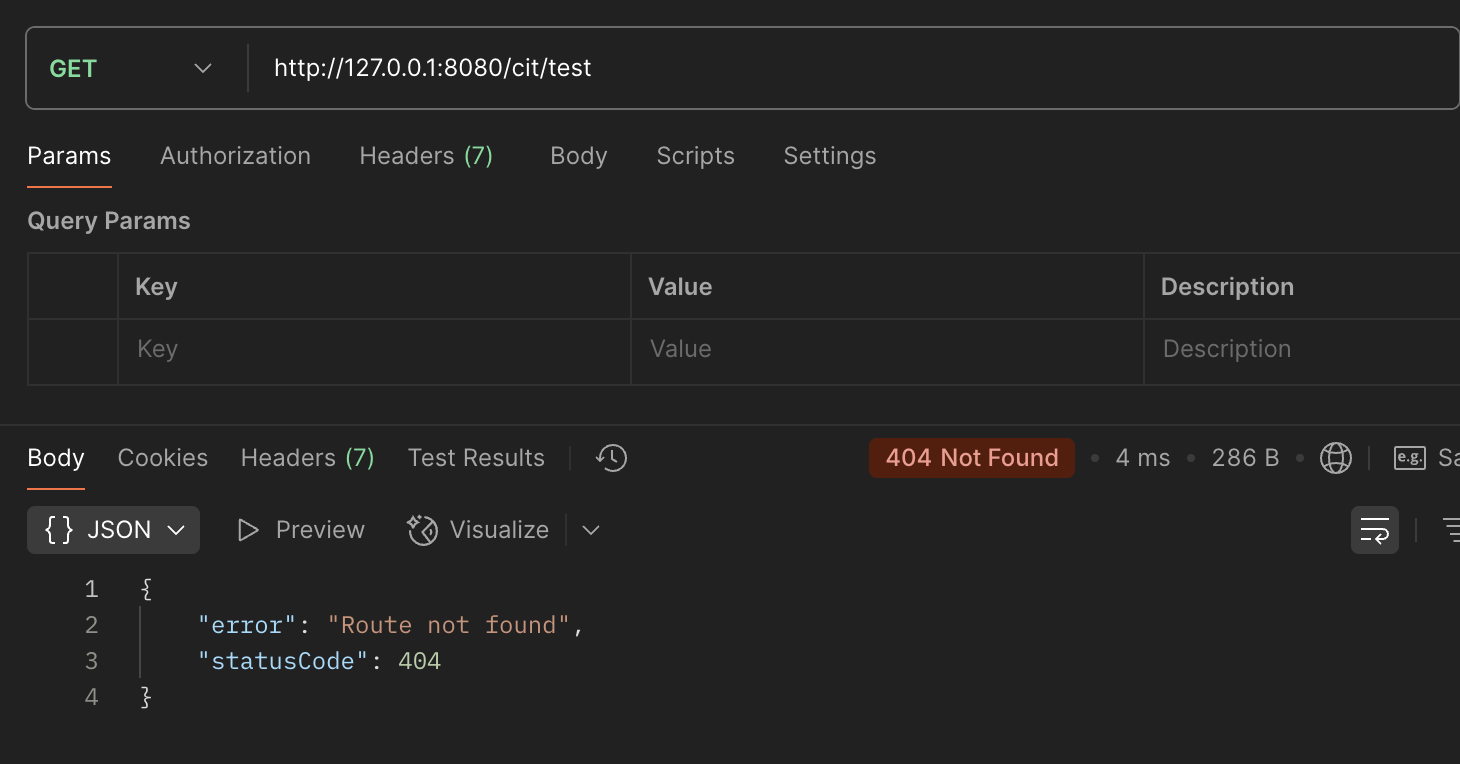 GET http://127.0.0.1:8080/cit/test
Params Authorization Headers (7) Body Scripts Settings
Query Params
Key Value Description
Key Value Description
Body Cookies Headers (7) Test Results 404 Not Found • 4 ms • 286 B • e.g. Sa
{} JSON Preview Visualize
1 {
2 "error": "Route not found",
3 "statusCode": 404
4 }